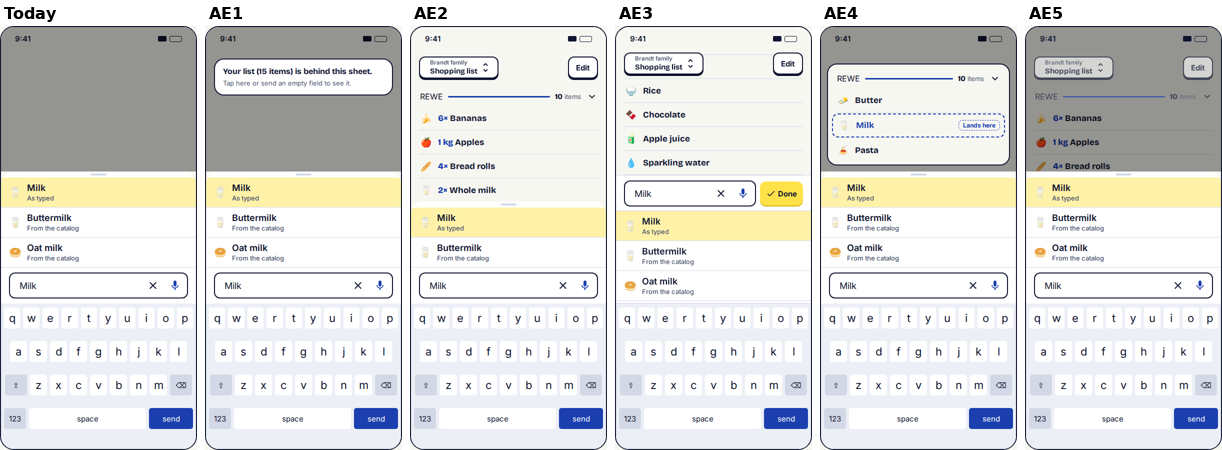 Today
9:41
Milk
As typed
Buttermilk
From the catalog
Oat milk
From the catalog
Milk
q w e r t y u i o p
a s d f g h j k l
z x c v b n m
123 space send
AE1
9:41
Your list (15 items) is behind this sheet.
Tap here or send an empty field to see it.
Milk
As typed
Buttermilk
From the catalog
Oat milk
From the catalog
Milk
q w e r t y u i o p
a s d f g h j k l
z x c v b n m
123 space send
AE2
9:41
Brandt family
Shopping list
Edit
REWE 10 items
6× Bananas
1 kg Apples
4× Bread rolls
2× Whole milk
Milk
As typed
Buttermilk
Milk
q w e r t y u i o p
a s d f g h j k l
z x c v b n m
123 space send
AE3
9:41
Brandt family
Shopping list
Edit
Rice
Chocolate
Apple juice
Sparkling water
Milk
Done
Milk
As typed
Buttermilk
From the catalog
Oat milk
From the catalog
q w e r t y u i o p
a s d f g h j k l
z x c v b n m
123 space send
AE4
9:41
REWE 10 items
Butter
Milk Lands here
Pasta
Milk
As typed
Buttermilk
From the catalog
Oat milk
From the catalog
Milk
q w e r t y u i o p
a s d f g h j k l
z x c v b n m
123 space send
AE5
9:41
Brandt family
Shopping list
Edit
REWE 10 items
6× Bananas
1 kg Apples
4× Bread rolls
Milk
As typed
Buttermilk
From the catalog
Oat milk
From the catalog
Milk
q w e r t y u i o p
a s d f g h j k l
z x c v b n m
123 space send